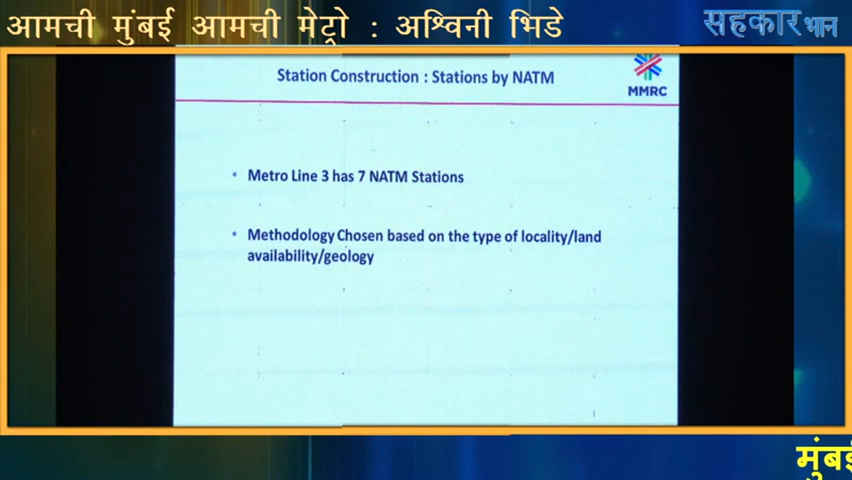 आमची मुंबई आमची मेट्रो : अश्विनी भिडे
सहकार भान
Station Construction : Stations by NATM
MMRC
• Metro Line 3 has 7 NATM Stations
• Methodology Chosen based on the type of locality/land
availability/geology
मुंबई